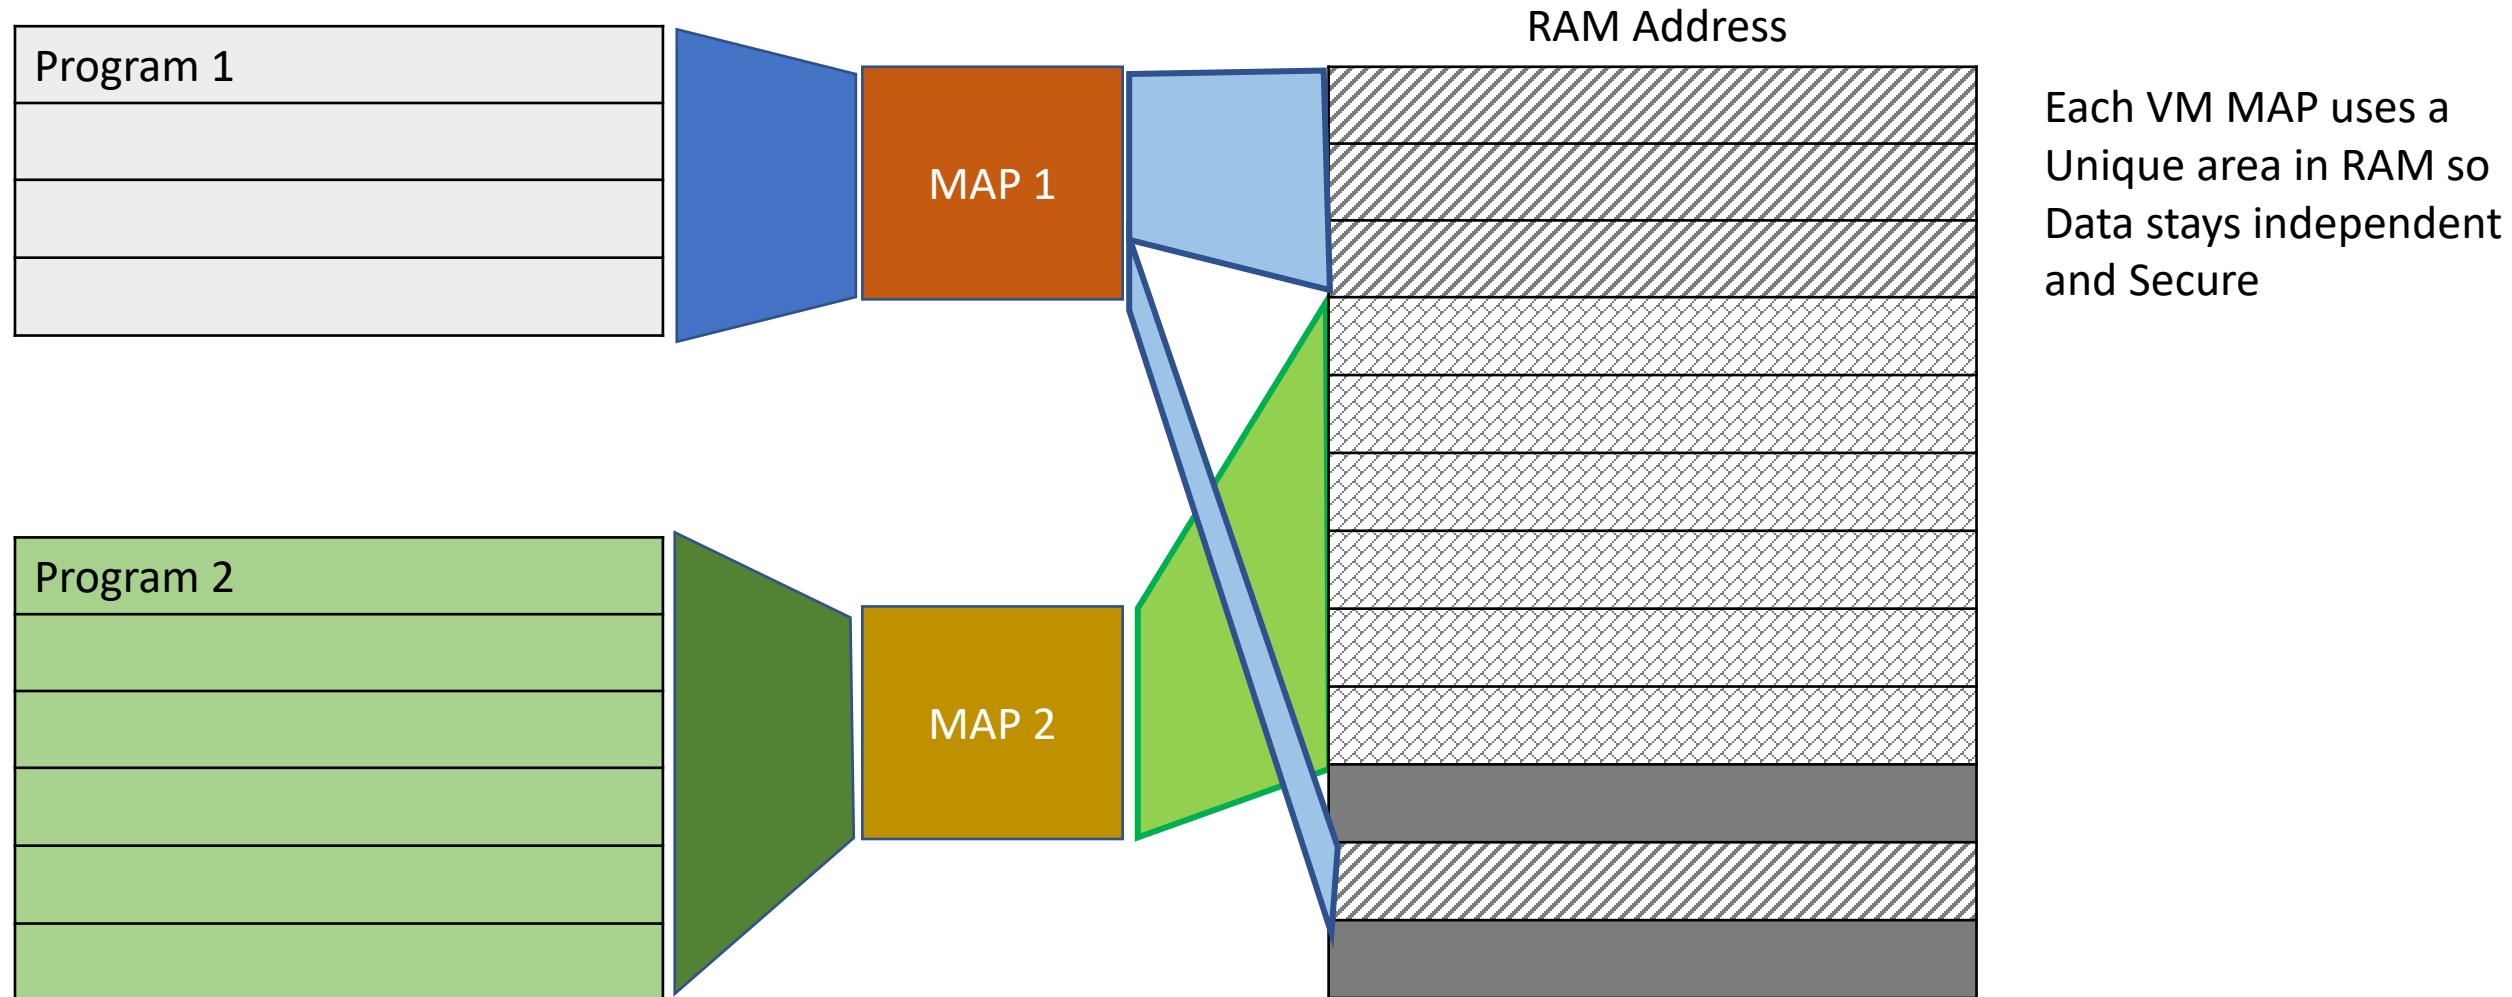 RAM Address
Program 1
MAP 1
Each VM MAP uses a
Unique area in RAM so
Data stays independent
and Secure
Program 2
MAP 2